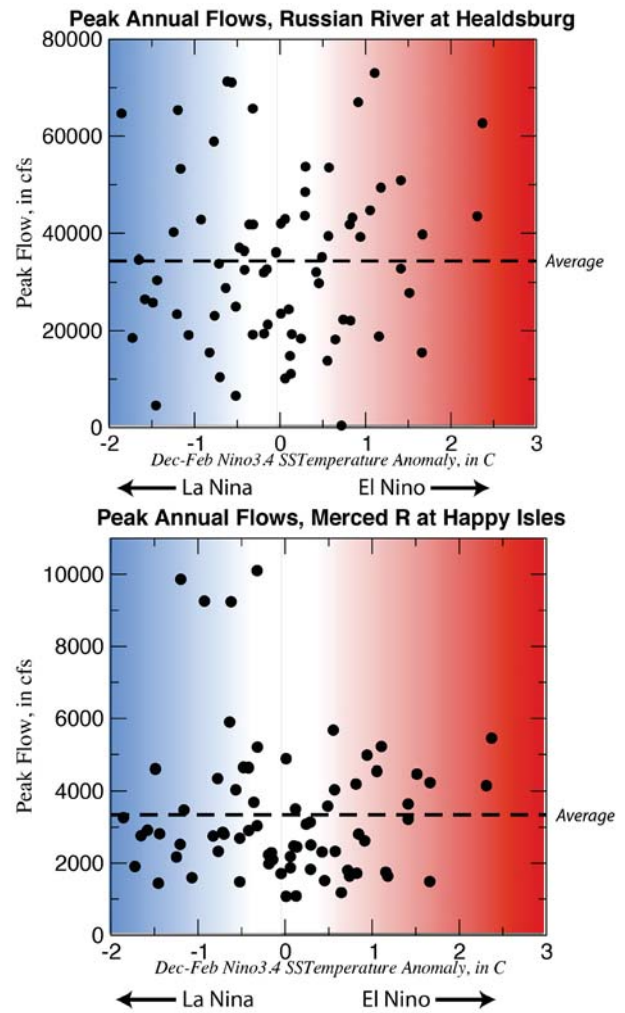 Peak Annual Flows, Russian River at Healdsburg
80000
60000
40000
20000
0
Peak Flow, in cfs
Average
-2 -1 0 1 2 3
Dec-Feb Nino3.4 SSTemperature Anomaly, in C
La Nina El Nino
Peak Annual Flows, Merced R at Happy Isles
10000
8000
6000
4000
2000
0
Peak Flow, in cfs
Average
-2 -1 0 1 2 3
Dec-Feb Nino3.4 SSTemperature Anomaly, in C
La Nina El Nino